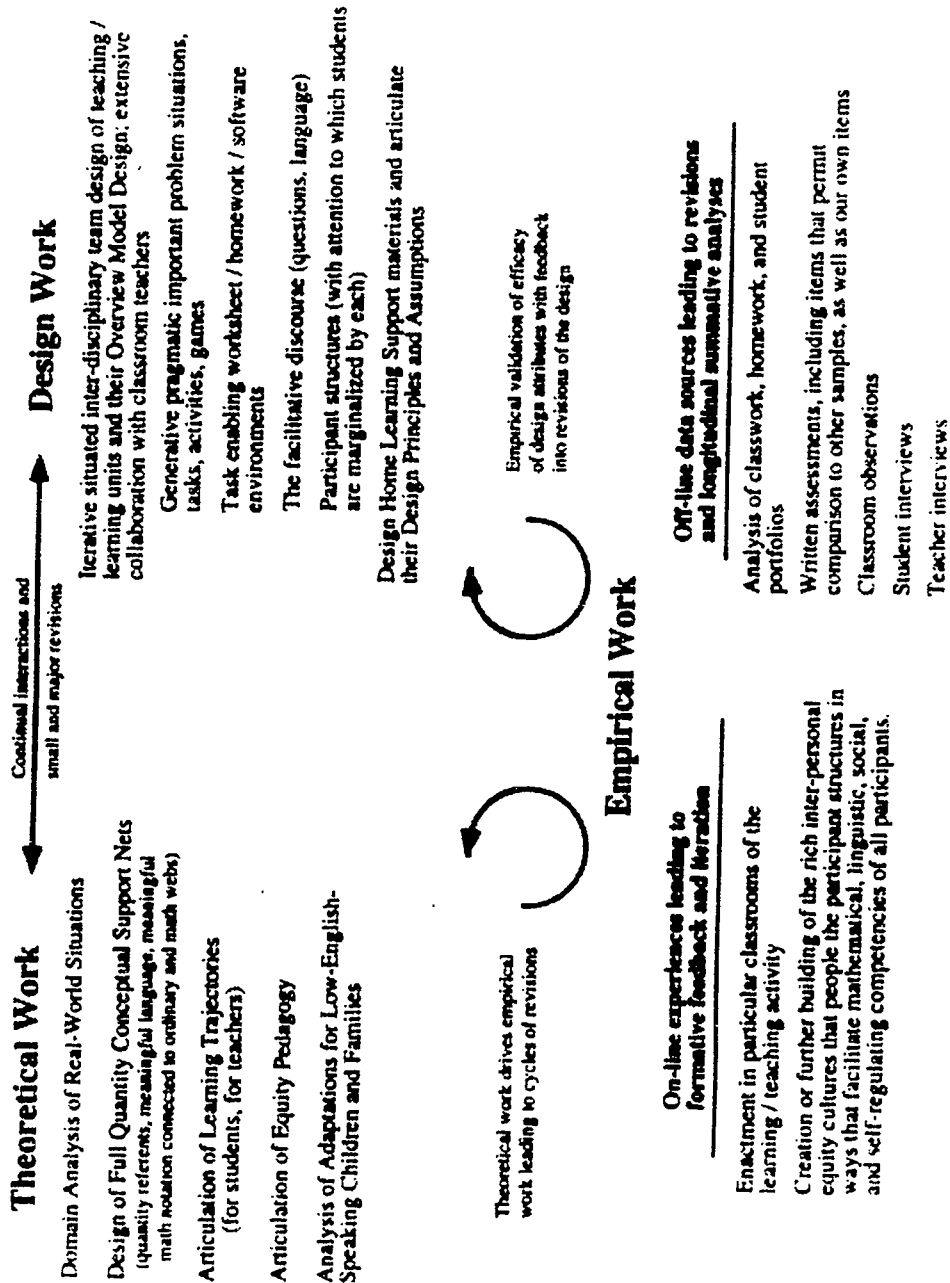 Theoretical Work
Domain Analysis of Real-World Situations
Design of Full Quantity Conceptual Support Nets
(quantity referents, meaningful language, meaningful
math notation connected to ordinary and math webs)
Articulation of Learning Trajectories
(for students, for teachers)
Articulation of Equity Pedagogy
Analysis of Adaptations for Low-English-
Speaking Children and Families
Continual interactions and
small and major revisions
Design Work
Iterative situated inter-disciplinary team design of teaching /
learning units and their Overview Model Design; extensive
collaboration with classroom teachers
Generative pragmatic important problem situations,
tasks, activities, games
Task enabling worksheet / homework / software
environments
The facilitative discourse (questions, language)
Participant structures (with attention to which students
are marginalized by each)
Design Home Learning Support materials and articulate
their Design Principles and Assumptions
Theoretical work drives empirical
work leading to cycles of revisions
Empirical validation of efficacy
of design attributes with feedback
into revisions of the design
Empirical Work
On-line experiences leading to
formative feedback and iteration
Enactment in particular classrooms of the
learning / teaching activity
Creation or further building of the rich inter-personal
equity cultures that people the participant structures in
ways that facilitate mathematical, linguistic, social,
and self-regulating competencies of all participants.
Off-line data sources leading to revisions
and longitudinal summative analyses
Analysis of classwork, homework, and student
portfolios
Written assessments, including items that permit
comparison to other samples, as well as our own items
Classroom observations
Student interviews
Teacher interviews